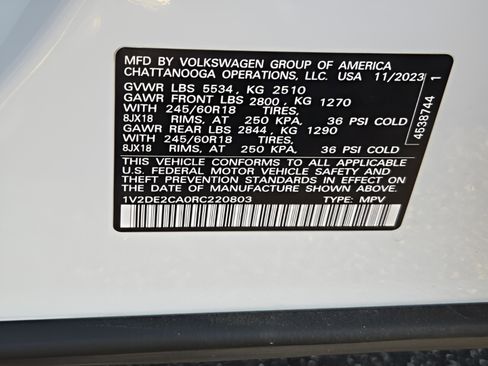 MFD BY VOLKSWAGEN GROUP OF AMERICA
CHATTANOOGA OPERATIONS, LLC. USA 11/2023
GVWR LBS 5534 , KG 2510
GAWR FRONT LBS 2800 , KG 1270
WITH 245/60R18 TIRES,
8JX18 RIMS, AT 250 KPA, 36 PSI COLD
GAWR REAR LBS 2844 , KG 1290
WITH 245/60R18 TIRES,
8JX18 RIMS, AT 250 KPA, 36 PSI COLD
THIS VEHICLE CONFORMS TO ALL APPLICABLE
U.S. FEDERAL MOTOR VEHICLE SAFETY AND
THEFT PREVENTION STANDARDS IN EFFECT ON
THE DATE OF MANUFACTURE SHOWN ABOVE.
1V2DE2CA0RC220803 TYPE: MPV
4538744 1